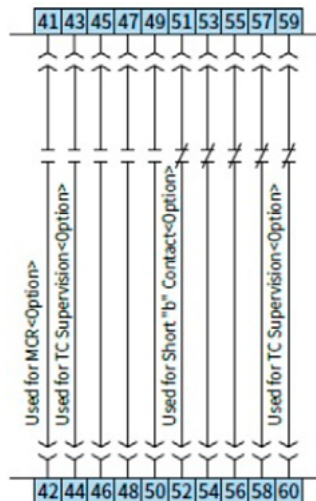 41 43 45 47 49 51 53 55 57 59
Used for MCR<Option>
Used for TC Supervision<Option>
Used for Short "b" Contact<Option>
Used for TC Supervision<Option>
42 44 46 48 50 52 54 56 58 60